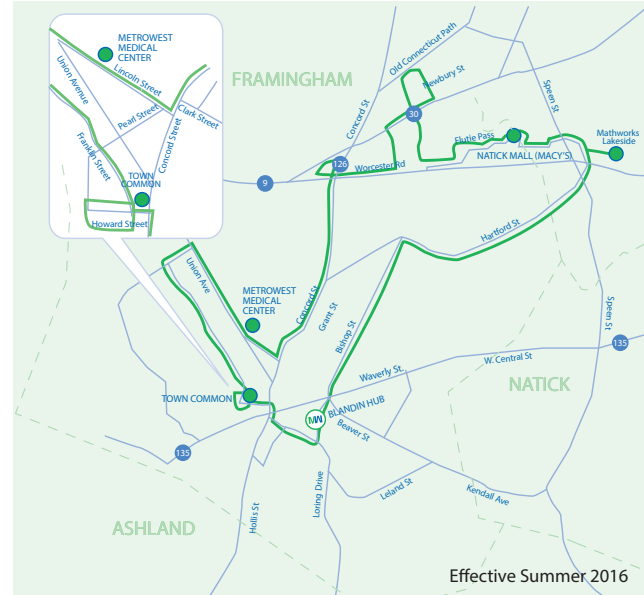 METROWEST
MEDICAL
CENTER
Lincoln Street
Union Avenue
Pearl Street
Clark Street
Concord Street
Franklin Street
TOWN
COMMON
Howard Street
FRAMINGHAM
Old Connecticut Path
Newbury St
Concord St
Speen St
30
Flutie Pass
Mathworks
Lakeside
NATICK MALL (MACY'S)
126
Worcester Rd
9
Hartford St
Union Ave
METROWEST
MEDICAL
CENTER
Concord St
Grant St
Bishop St
Speen St
135
W. Central St
Waverly St.
NATICK
TOWN COMMON
MW
BLANDIN HUB
Beaver St
135
Leland St
Kendall Ave
Loring Drive
Hollis St
ASHLAND
Effective Summer 2016